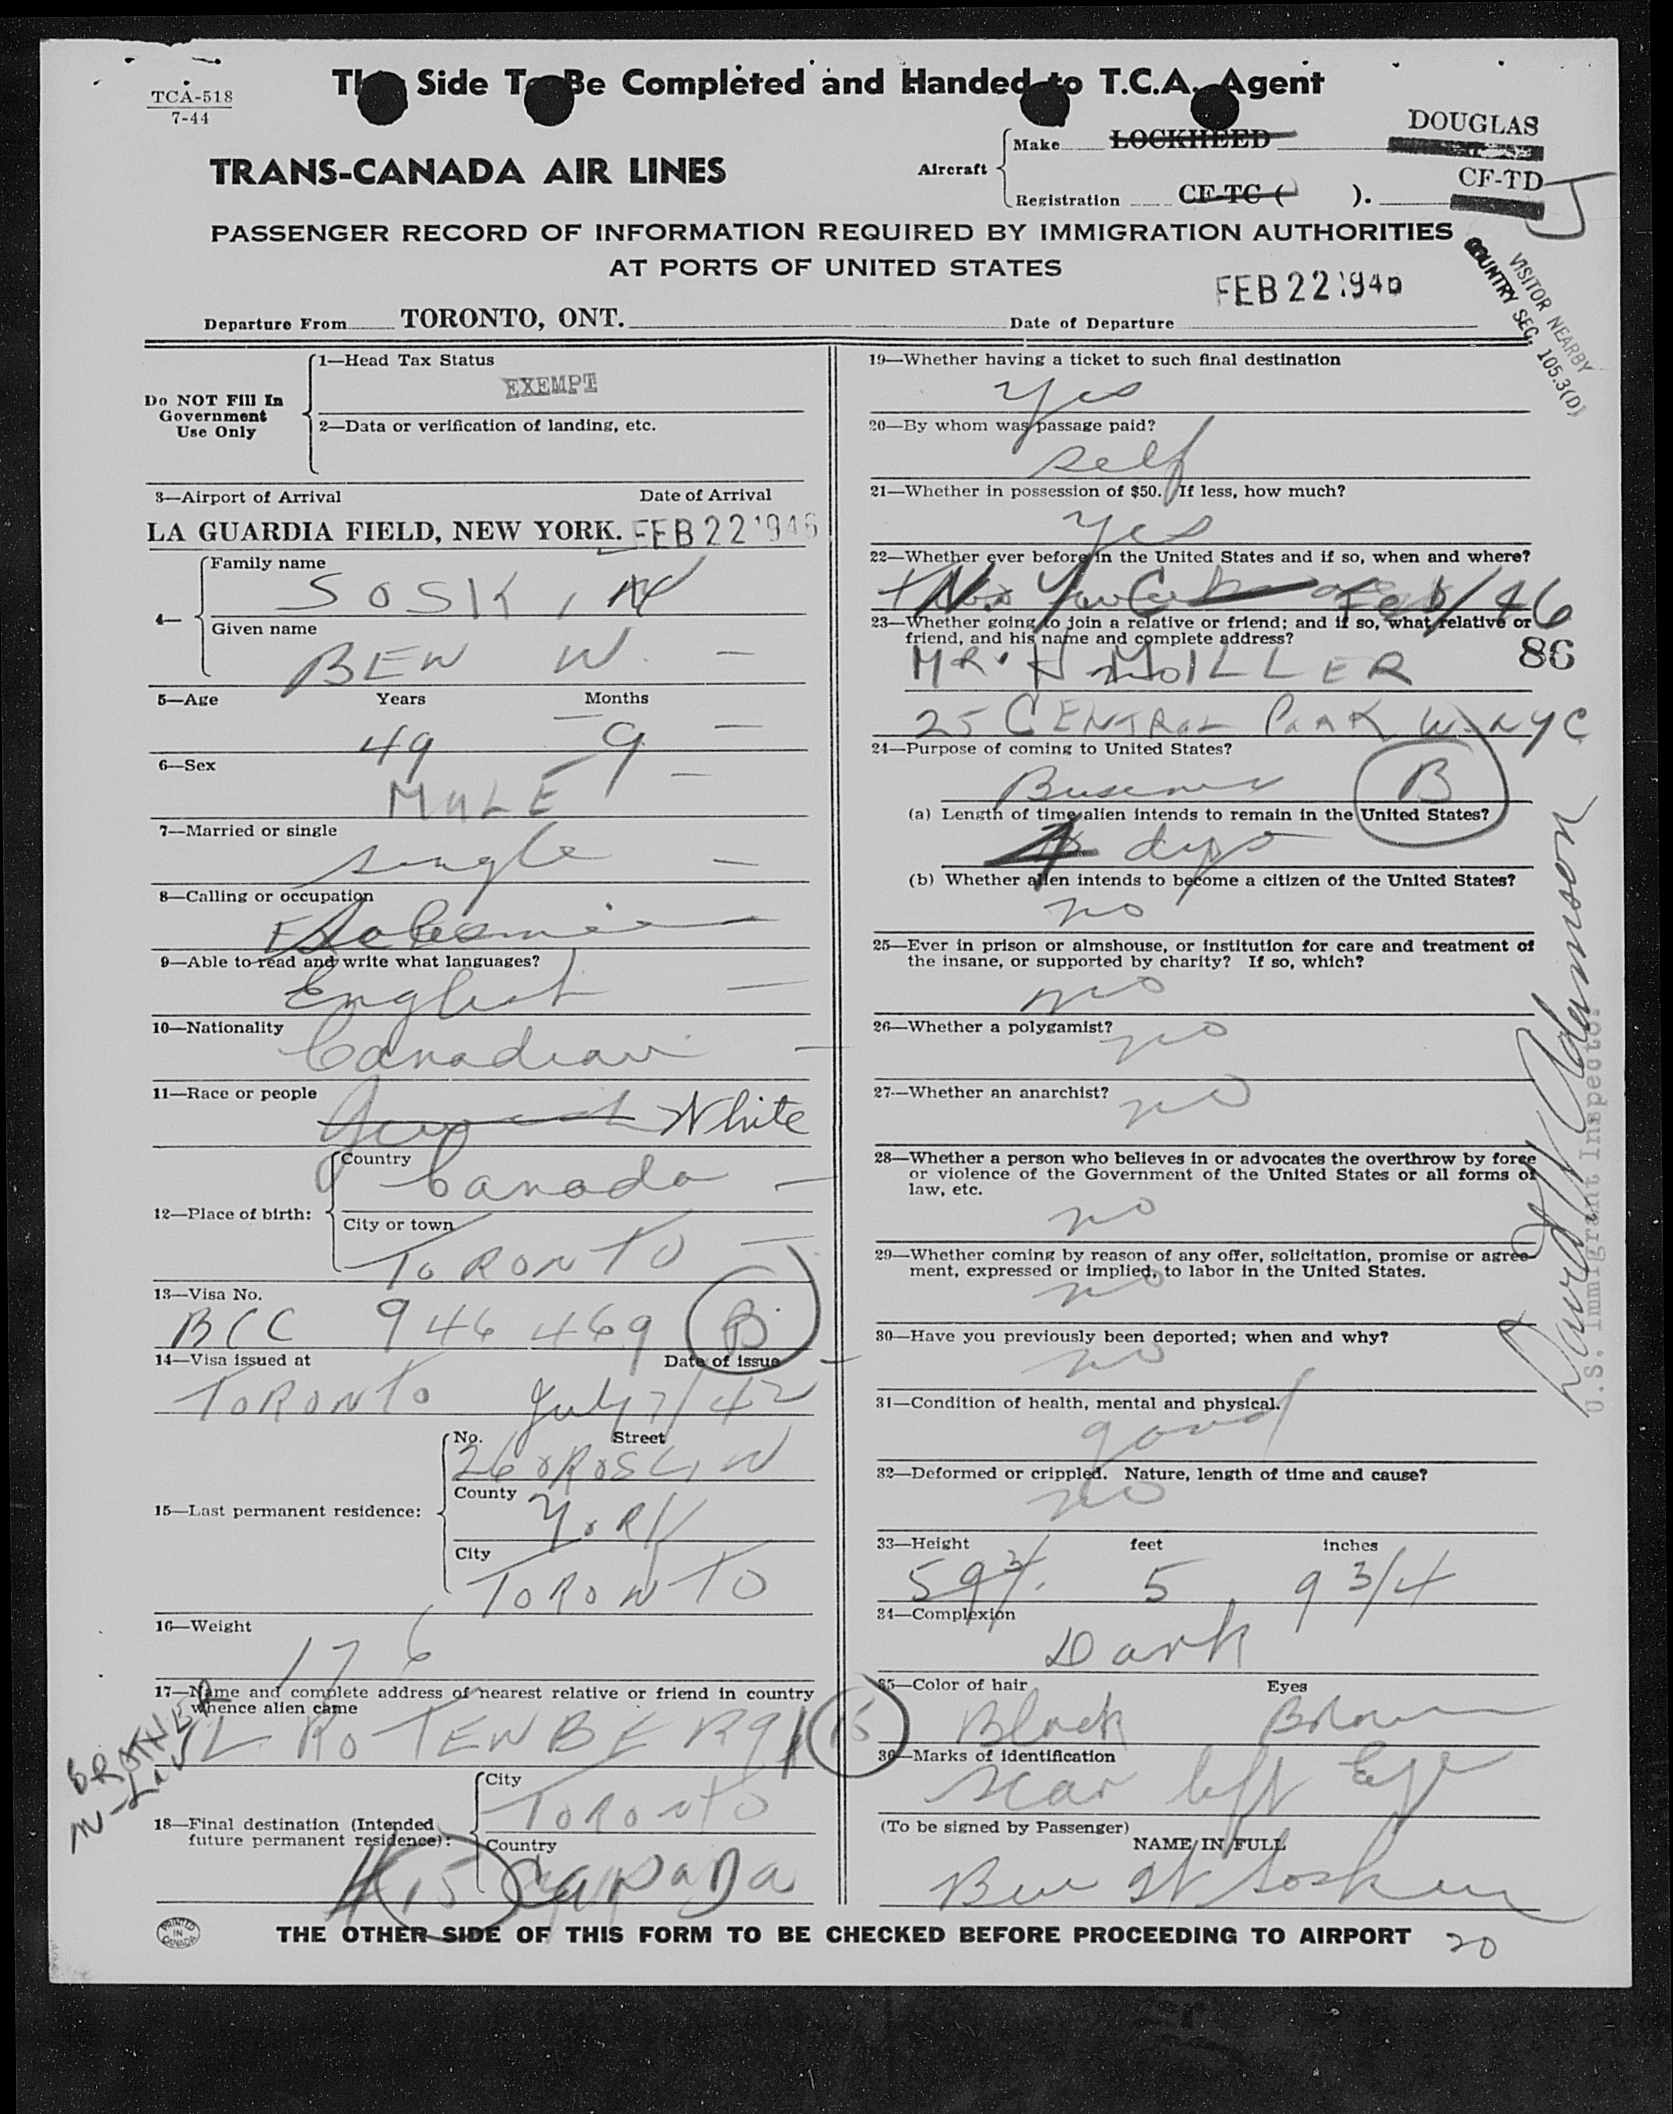 TCA-518
7-44
This Side To Be Completed and Handed to T.C.A. Agent
TRANS-CANADA AIR LINES
Aircraft
Make LOCKHEED DOUGLAS
Registration CF-TC ( ). CF-TD J
PASSENGER RECORD OF INFORMATION REQUIRED BY IMMIGRATION AUTHORITIES
AT PORTS OF UNITED STATES
VISITOR NEARBY
COUNTRY SEC. 105.3(D)
Departure From TORONTO, ONT. Date of Departure FEB 22 1946
Do NOT Fill In
Government
Use Only
1—Head Tax Status
EXEMPT
2—Data or verification of landing, etc.
3—Airport of Arrival Date of Arrival
LA GUARDIA FIELD, NEW YORK. FEB 22 1946
4—
Family name
SOSKIN
Given name
BEN W. —
5—Age Years Months
49 9 —
6—Sex
MALE —
7—Married or single
single —
8—Calling or occupation
9—Able to read and write what languages?
English —
10—Nationality
Canadian —
11—Race or people
White
12—Place of birth:
Country
Canada —
City or town
TORONTO —
13—Visa No.
BCC 946 469 B
14—Visa issued at Date of issue
TORONTO July 7/42
15—Last permanent residence:
No. Street
260 ROSLIN
County
YORK
City
TORONTO
16—Weight
176
17—Name and complete address of nearest relative or friend in country
whence alien came
L ROTENBERG
BROTHER
IN-LAW
18—Final destination (Intended
future permanent residence):
City
TORONTO
Country
CANADA
15
19—Whether having a ticket to such final destination
yes
20—By whom was passage paid?
self
21—Whether in possession of $50. If less, how much?
yes
22—Whether ever before in the United States and if so, when and where?
Feb/46
23—Whether going to join a relative or friend; and if so, what relative or
friend, and his name and complete address?
86
MR. H MILLER
25 CENTRAL PARK W. NYC
24—Purpose of coming to United States?
Business B
(a) Length of time alien intends to remain in the United States?
4 dys
(b) Whether alien intends to become a citizen of the United States?
no
25—Ever in prison or almshouse, or institution for care and treatment of
the insane, or supported by charity? If so, which?
no
26—Whether a polygamist?
no
27—Whether an anarchist?
no
28—Whether a person who believes in or advocates the overthrow by force
or violence of the Government of the United States or all forms of
law, etc.
no
29—Whether coming by reason of any offer, solicitation, promise or agree-
ment, expressed or implied, to labor in the United States.
no
30—Have you previously been deported; when and why?
no
31—Condition of health, mental and physical.
good
32—Deformed or crippled. Nature, length of time and cause?
no
33—Height feet inches
5 9 3/4 5 9 3/4
34—Complexion
Dark
35—Color of hair Eyes
Black Brown
36—Marks of identification
scar left Eye
(To be signed by Passenger)
NAME IN FULL
Ben W Soskin
U.S. Immigrant Inspector
PRINTED
IN
CANADA
THE OTHER SIDE OF THIS FORM TO BE CHECKED BEFORE PROCEEDING TO AIRPORT
20